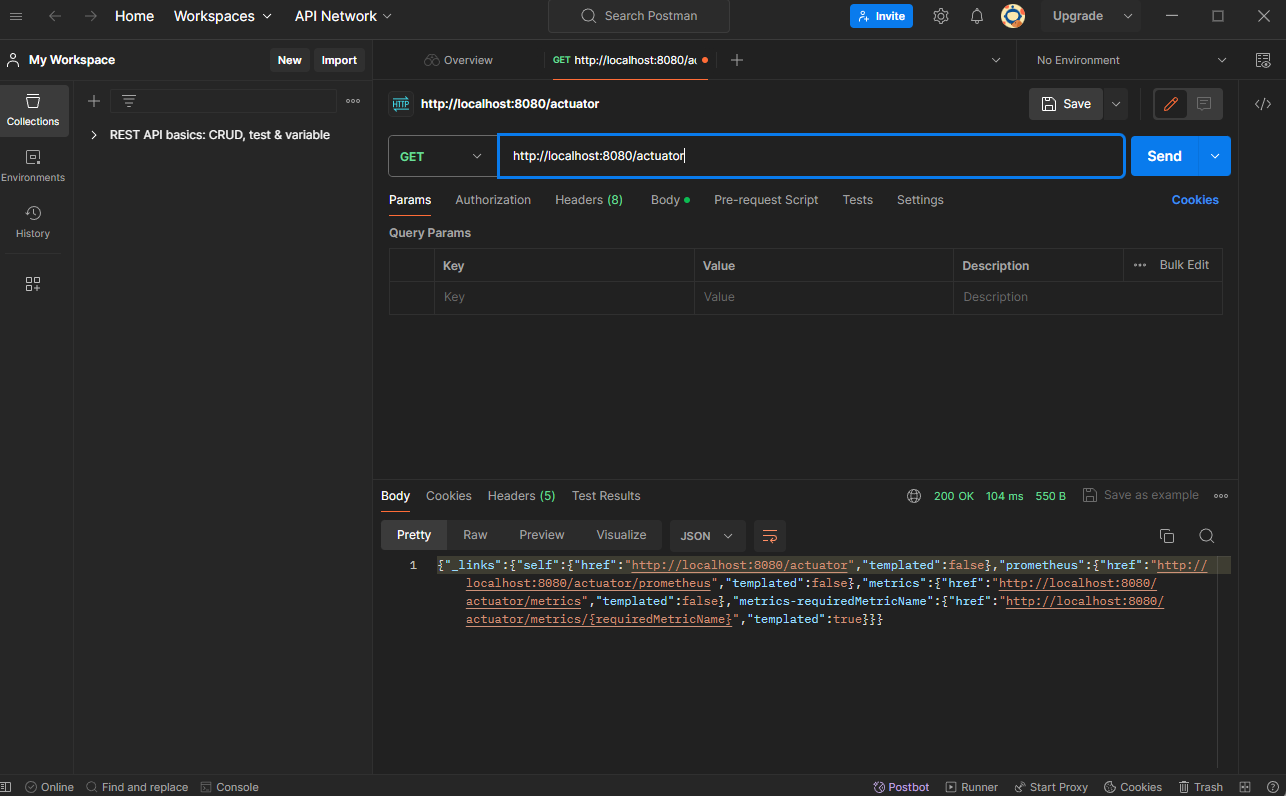 Home Workspaces API Network Search Postman Invite Upgrade
My Workspace New Import Overview GET http://localhost:8080/a No Environment
Collections
Environments
History
REST API basics: CRUD, test & variable
HTTP http://localhost:8080/actuator Save
GET http://localhost:8080/actuator Send
Params Authorization Headers (8) Body Pre-request Script Tests Settings Cookies
Query Params
Key Value Description Bulk Edit
Key Value Description
Body Cookies Headers (5) Test Results 200 OK 104 ms 550 B Save as example
Pretty Raw Preview Visualize JSON
1 {"_links":{"self":{"href":"http://localhost:8080/actuator","templated":false},"prometheus":{"href":"http://
localhost:8080/actuator/prometheus","templated":false},"metrics":{"href":"http://localhost:8080/
actuator/metrics","templated":false},"metrics-requiredMetricName":{"href":"http://localhost:8080/
actuator/metrics/{requiredMetricName}","templated":true}}}
Online Find and replace Console Postbot Runner Start Proxy Cookies Trash